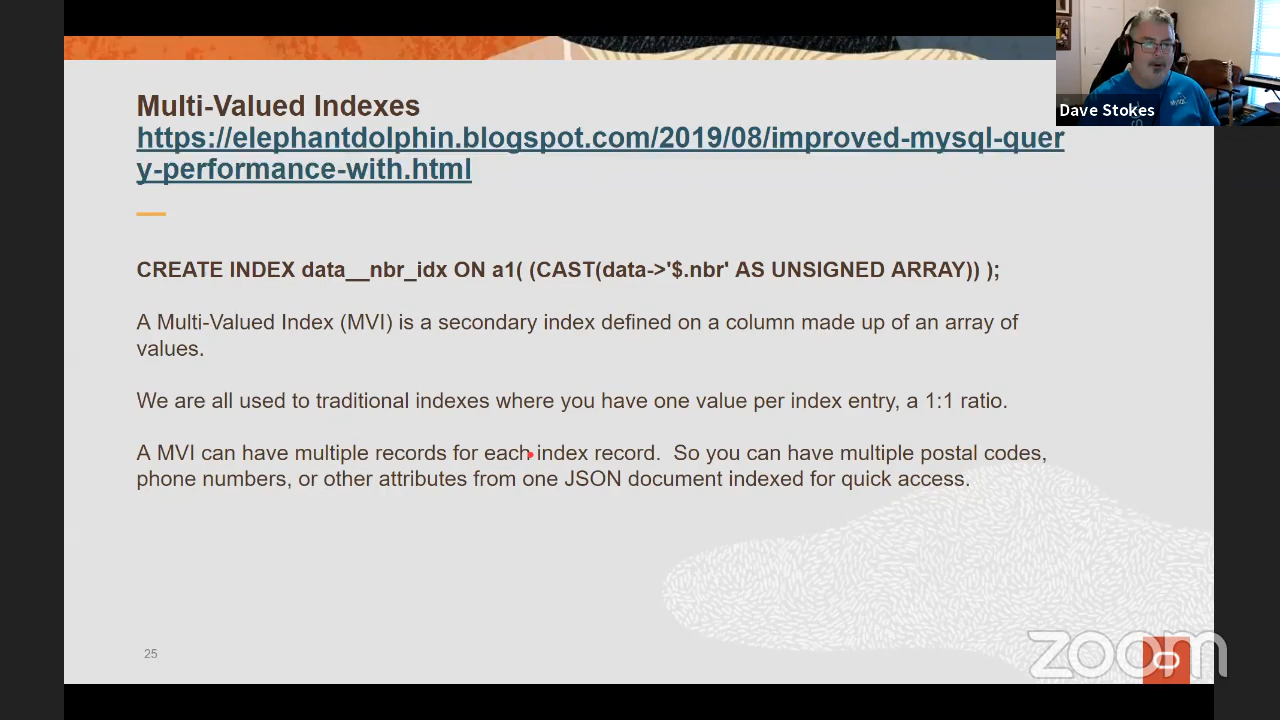 Multi-Valued Indexes
https://elephantdolphin.blogspot.com/2019/08/improved-mysql-quer
y-performance-with.html
Dave Stokes
MySQL
CREATE INDEX data__nbr_idx ON a1( (CAST(data->'$.nbr' AS UNSIGNED ARRAY)) );
A Multi-Valued Index (MVI) is a secondary index defined on a column made up of an array of
values.
We are all used to traditional indexes where you have one value per index entry, a 1:1 ratio.
A MVI can have multiple records for each index record.  So you can have multiple postal codes,
phone numbers, or other attributes from one JSON document indexed for quick access.
25
zoom